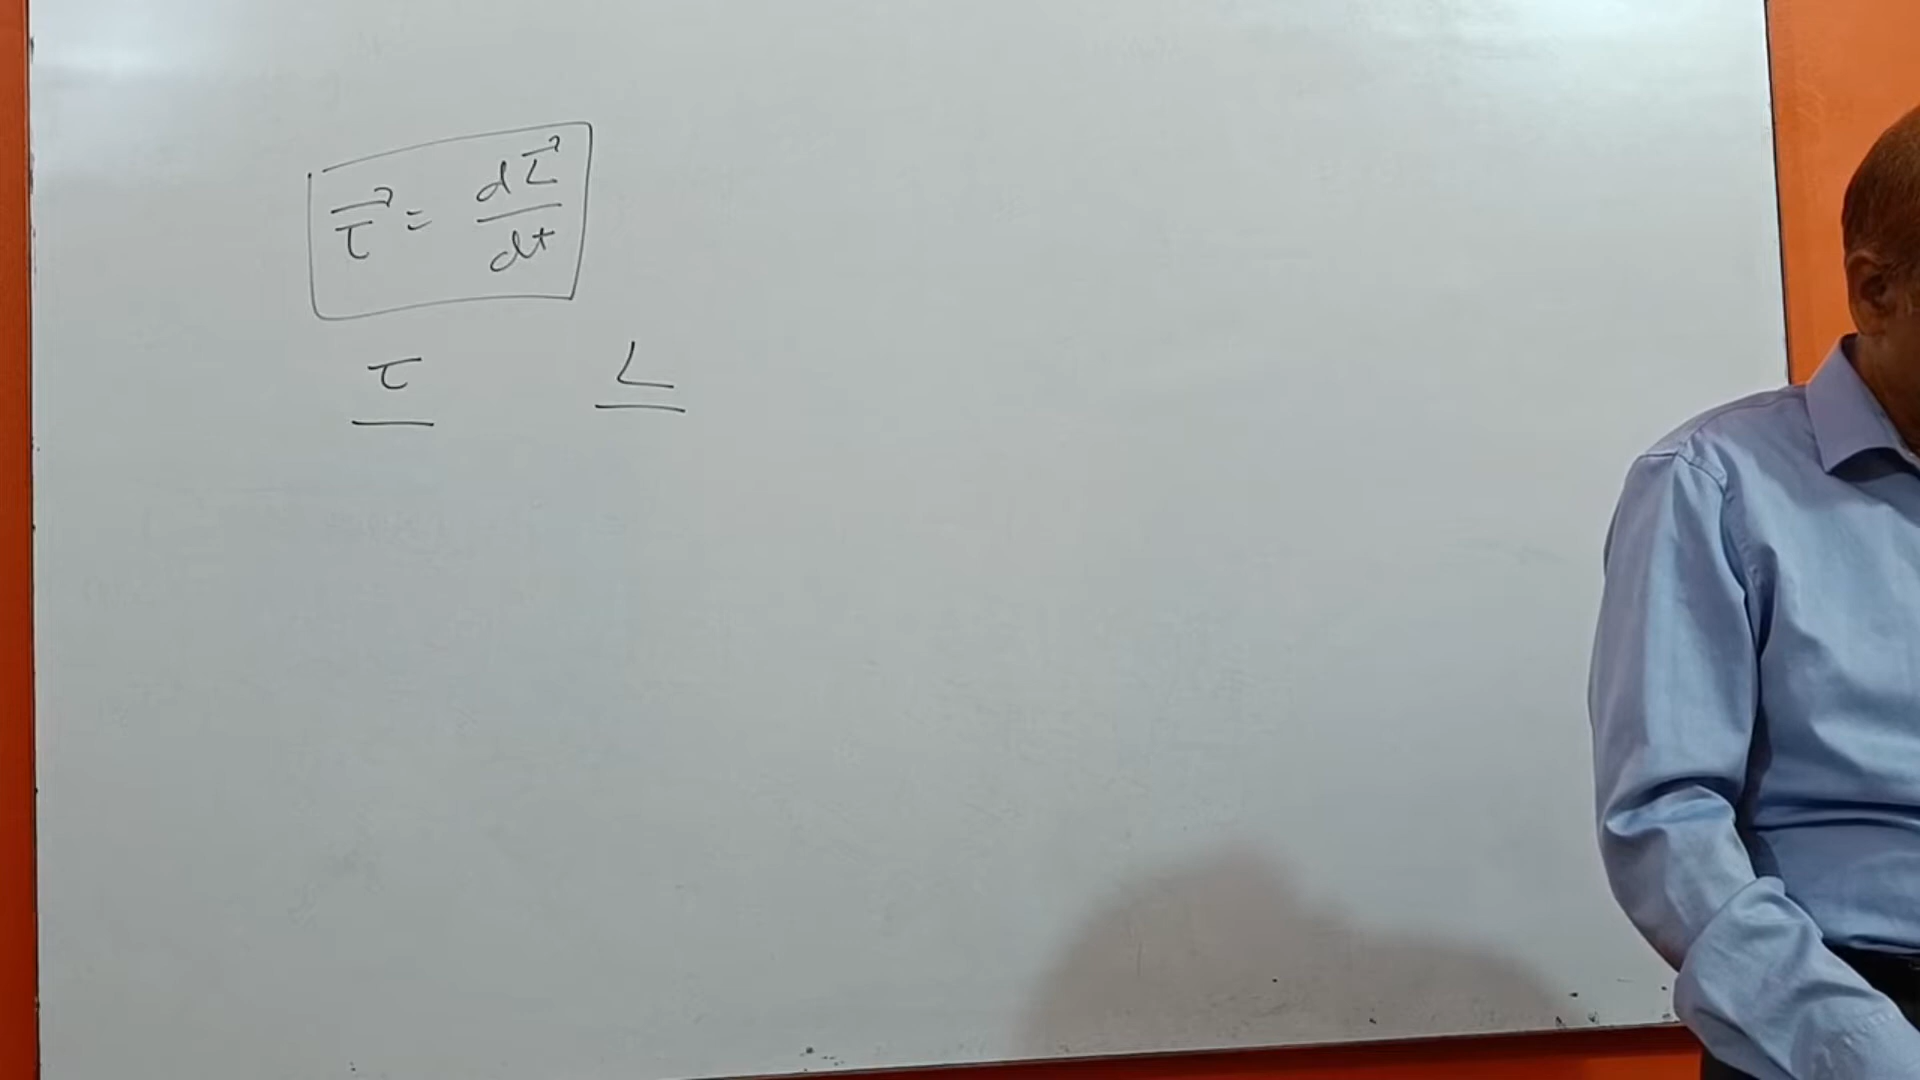 τ⃗ = dL⃗/dt
τ L